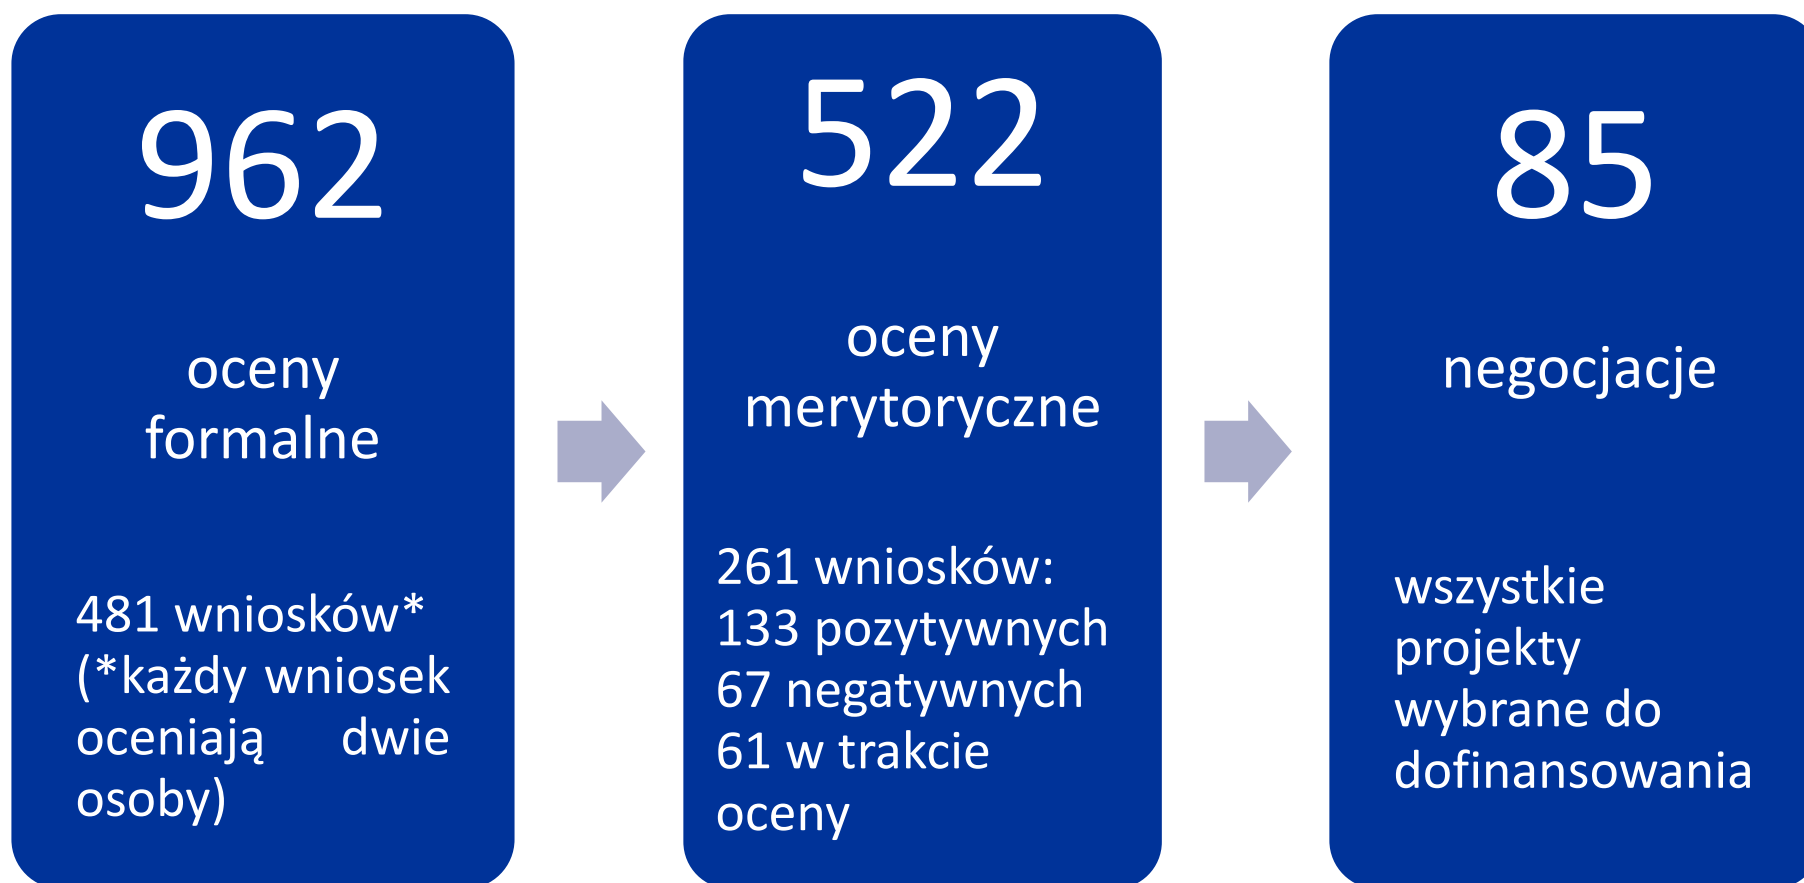 962
oceny
formalne
481 wniosków*
(*każdy wniosek
oceniają dwie
osoby)
522
oceny
merytoryczne
261 wniosków:
133 pozytywnych
67 negatywnych
61 w trakcie
oceny
85
negocjacje
wszystkie
projekty
wybrane do
dofinansowania